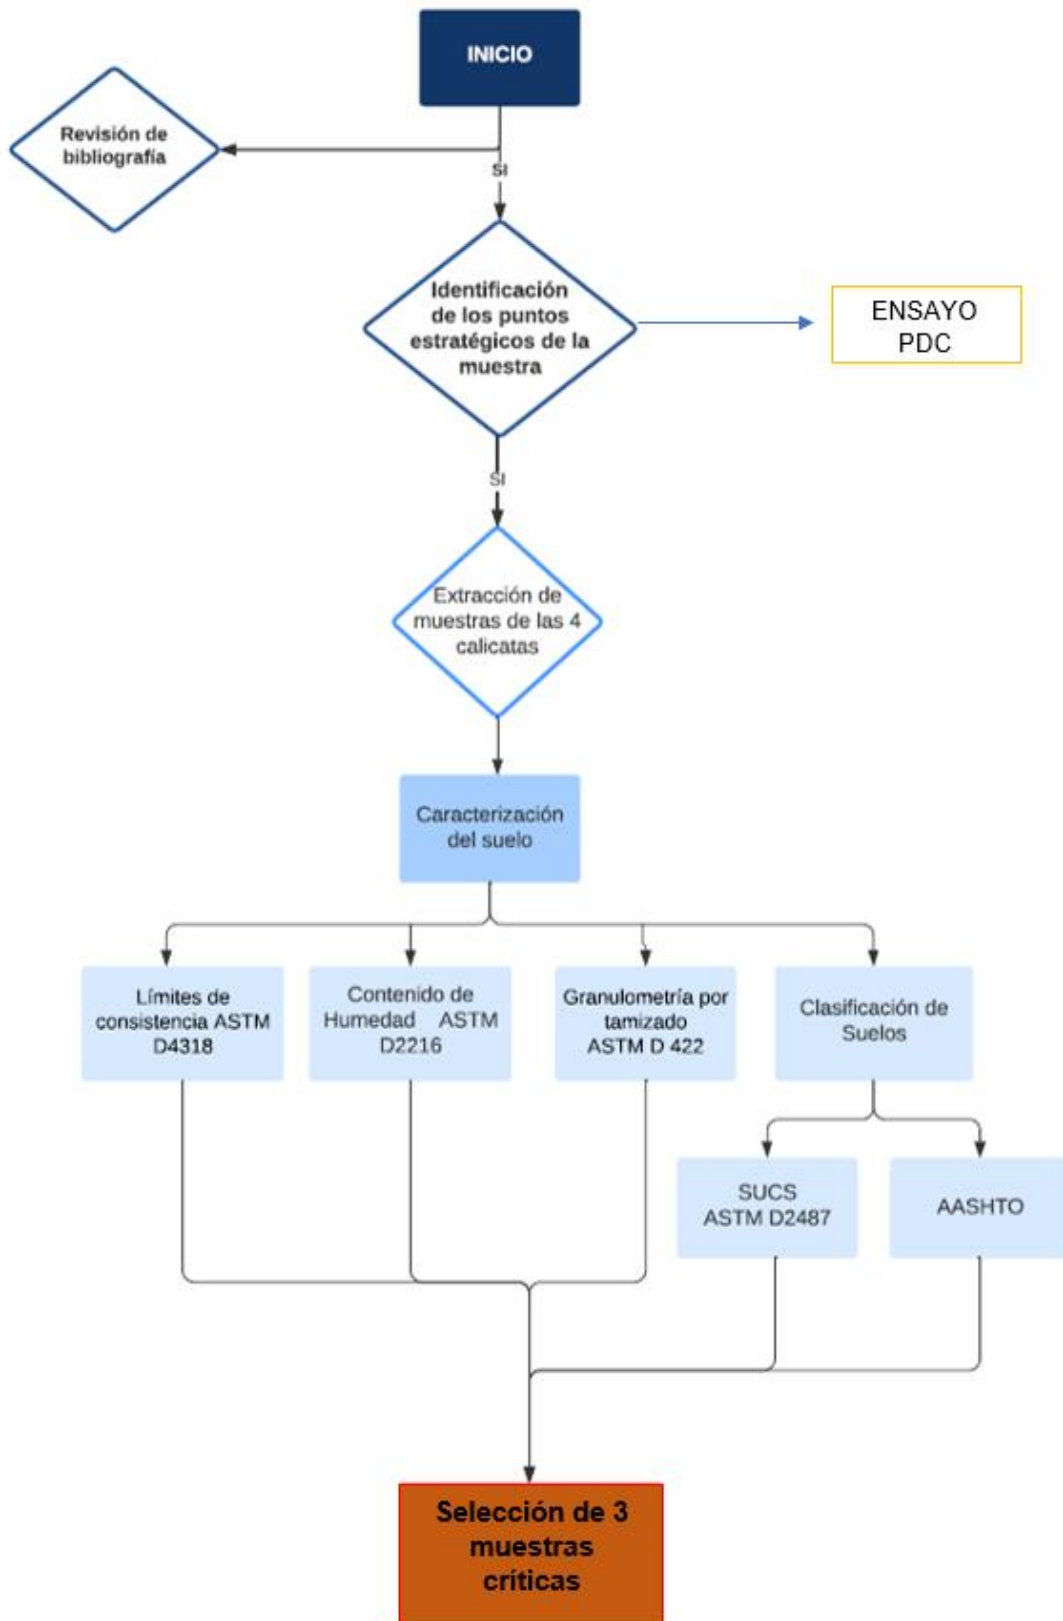 INICIO
Revisión de
bibliografía
SI
Identificación
de los puntos
estratégicos de la
muestra
ENSAYO
PDC
SI
Extracción de
muestras de las 4
calicatas
Caracterización
del suelo
Límites de
consistencia ASTM
D4318
Contenido de
Humedad ASTM
D2216
Granulometría por
tamizado
ASTM D 422
Clasificación de
Suelos
SUCS
ASTM D2487
AASHTO
Selección de 3
muestras
críticas